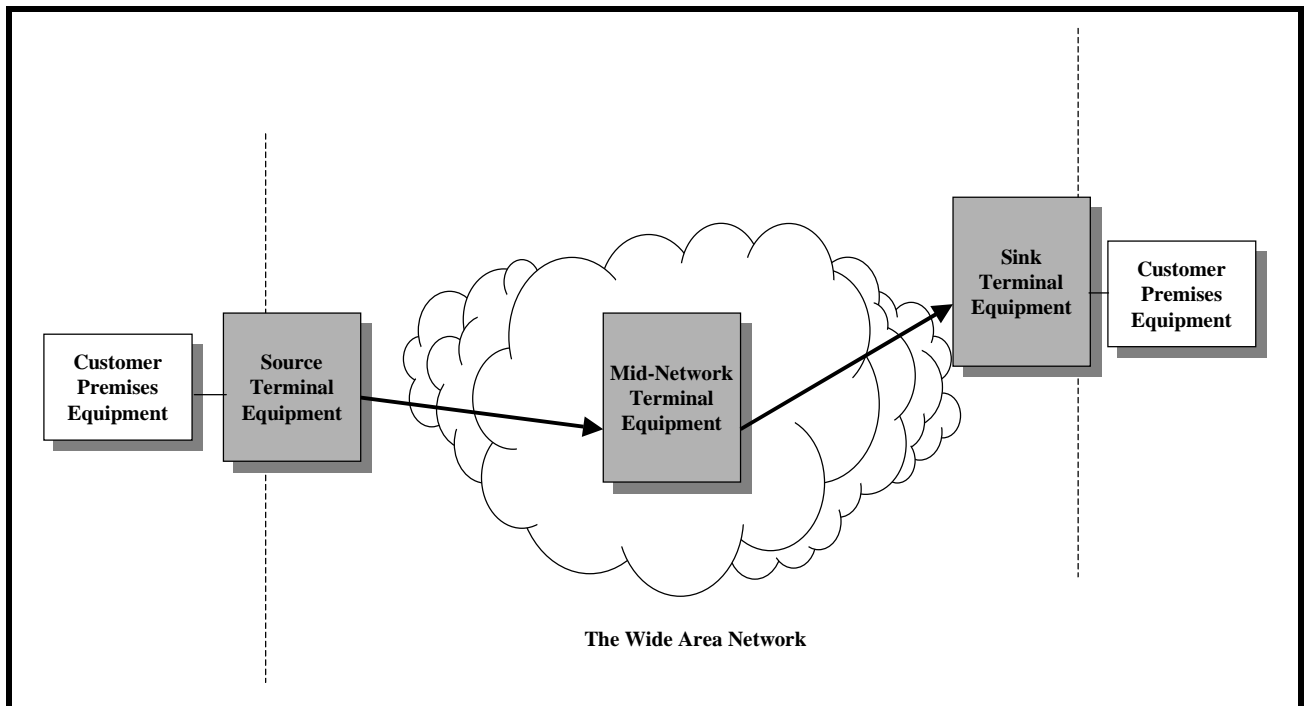 Customer
Premises
Equipment
Source
Terminal
Equipment
Mid-Network
Terminal
Equipment
Sink
Terminal
Equipment
Customer
Premises
Equipment
The Wide Area Network